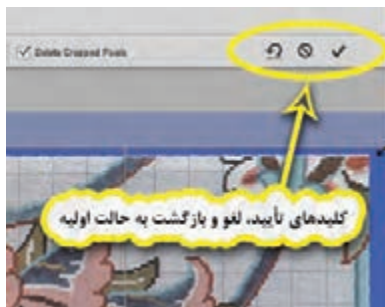 Delete Cropped Pixels
کلیدهای تأیید، لغو و بازگشت به حالت اولیه